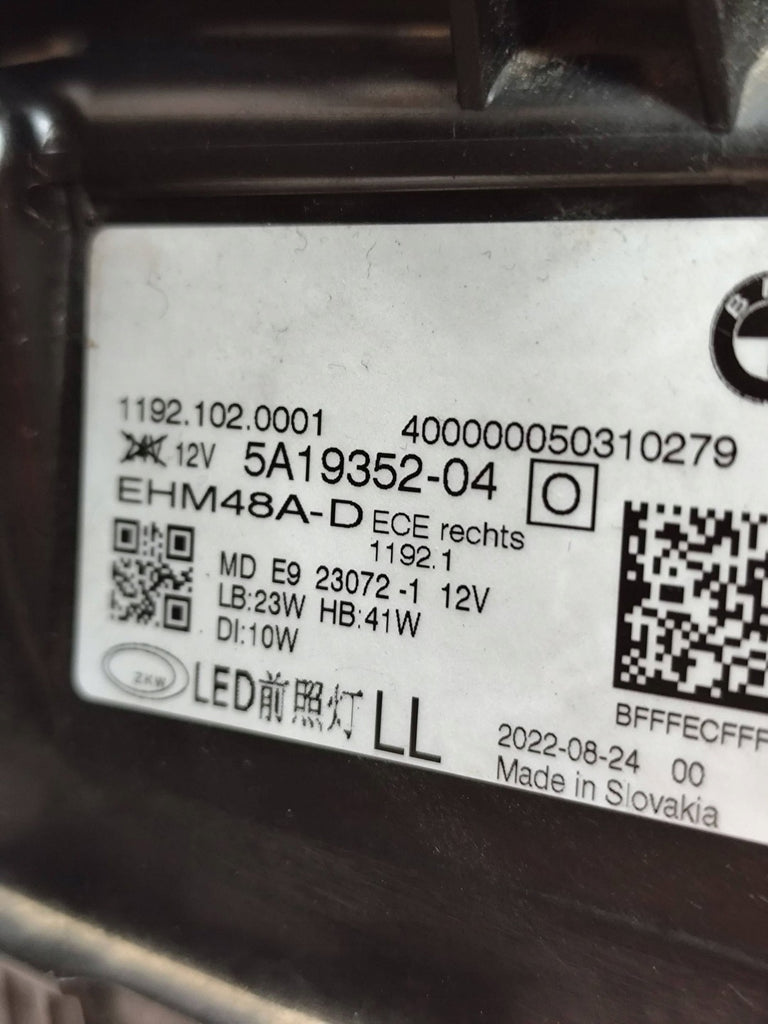 1192.102.0001 400000050310279
24V 12V 5A19352-04 O
EHM48A-D ECE rechts
1192.1
MD E9 23072 -1 12V
LB:23W HB:41W
DI:10W
ZKW LED前照灯 LL
BFFFECFFF
2022-08-24 00
Made in Slovakia
B